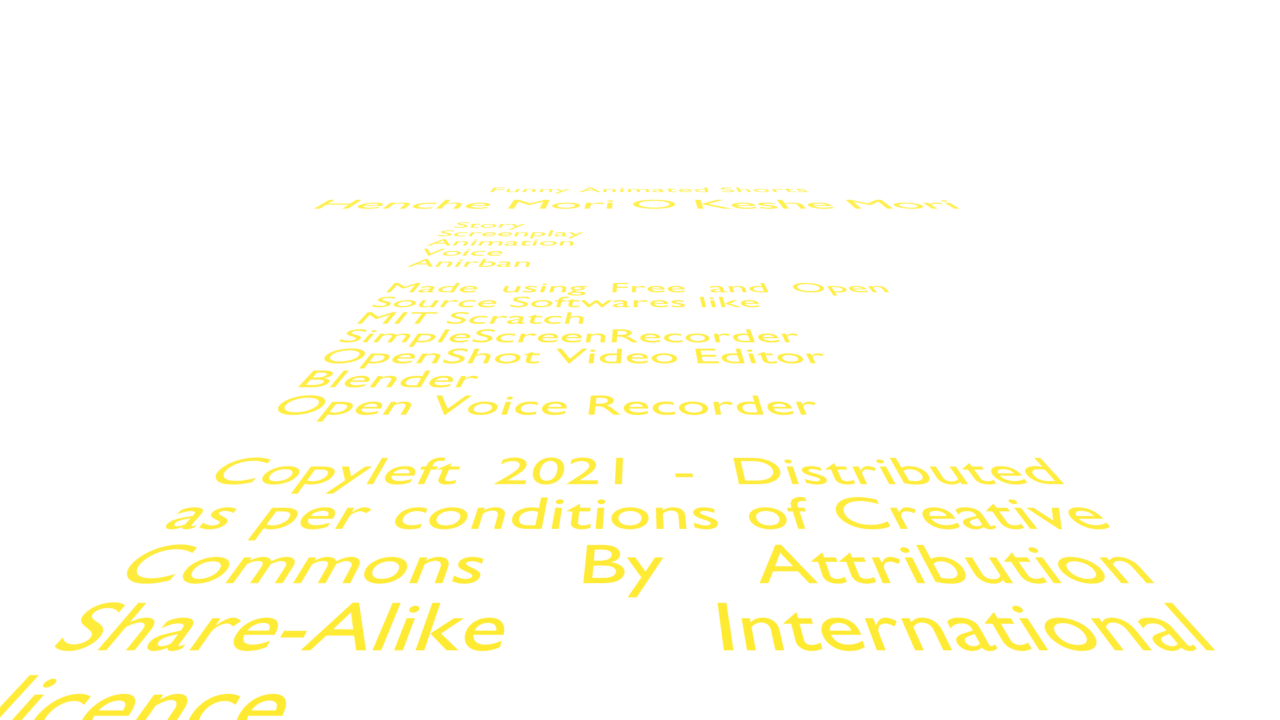 Funny Animated Shorts
Henche Mori O Keshe Mori
Story
Screenplay
Animation
Voice
Anirban
Made using Free and Open
Source Softwares like
MIT Scratch
SimpleScreenRecorder
OpenShot Video Editor
Blender
Open Voice Recorder
Copyleft 2021 - Distributed
as per conditions of Creative
Commons By Attribution
Share-Alike International
licence